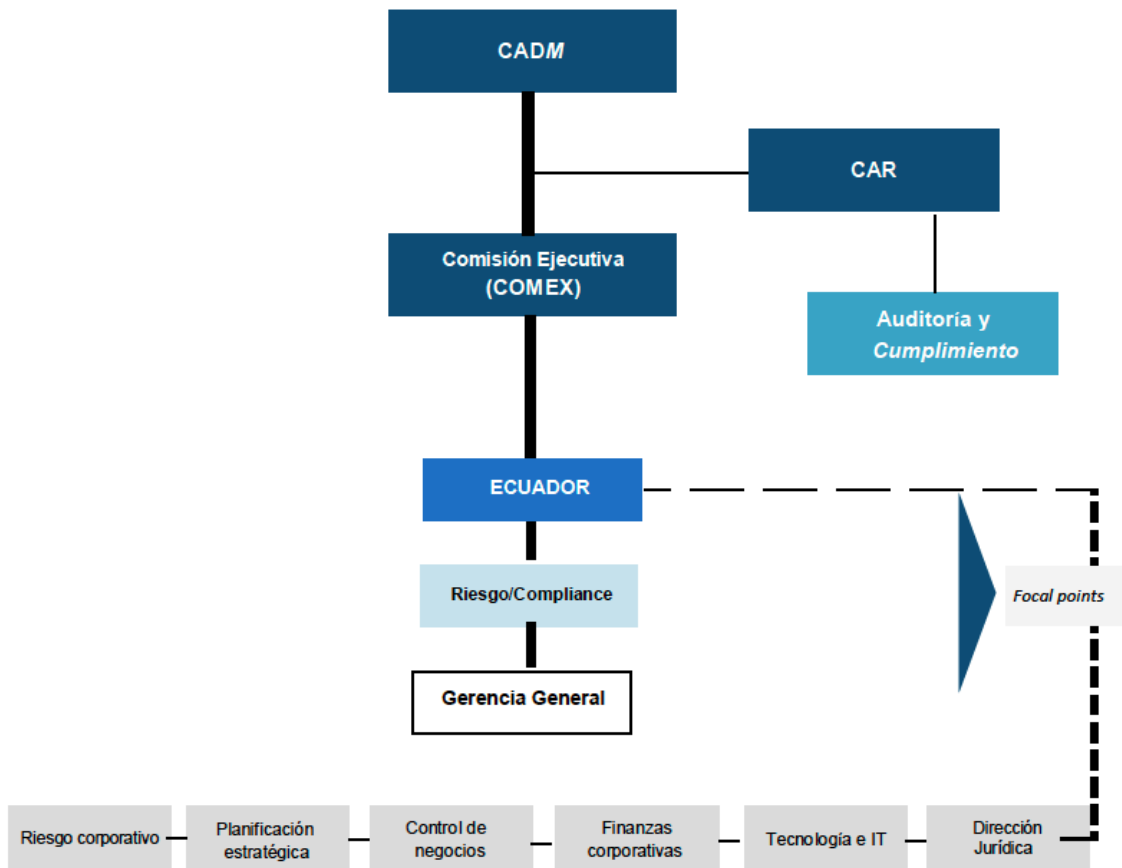 CADM
CAR
Comisión Ejecutiva
(COMEX)
Auditoría y
Cumplimiento
ECUADOR
Riesgo/Compliance
Focal points
Gerencia General
Riesgo corporativo
Planificación
estratégica
Control de
negocios
Finanzas
corporativas
Tecnología e IT
Dirección
Jurídica